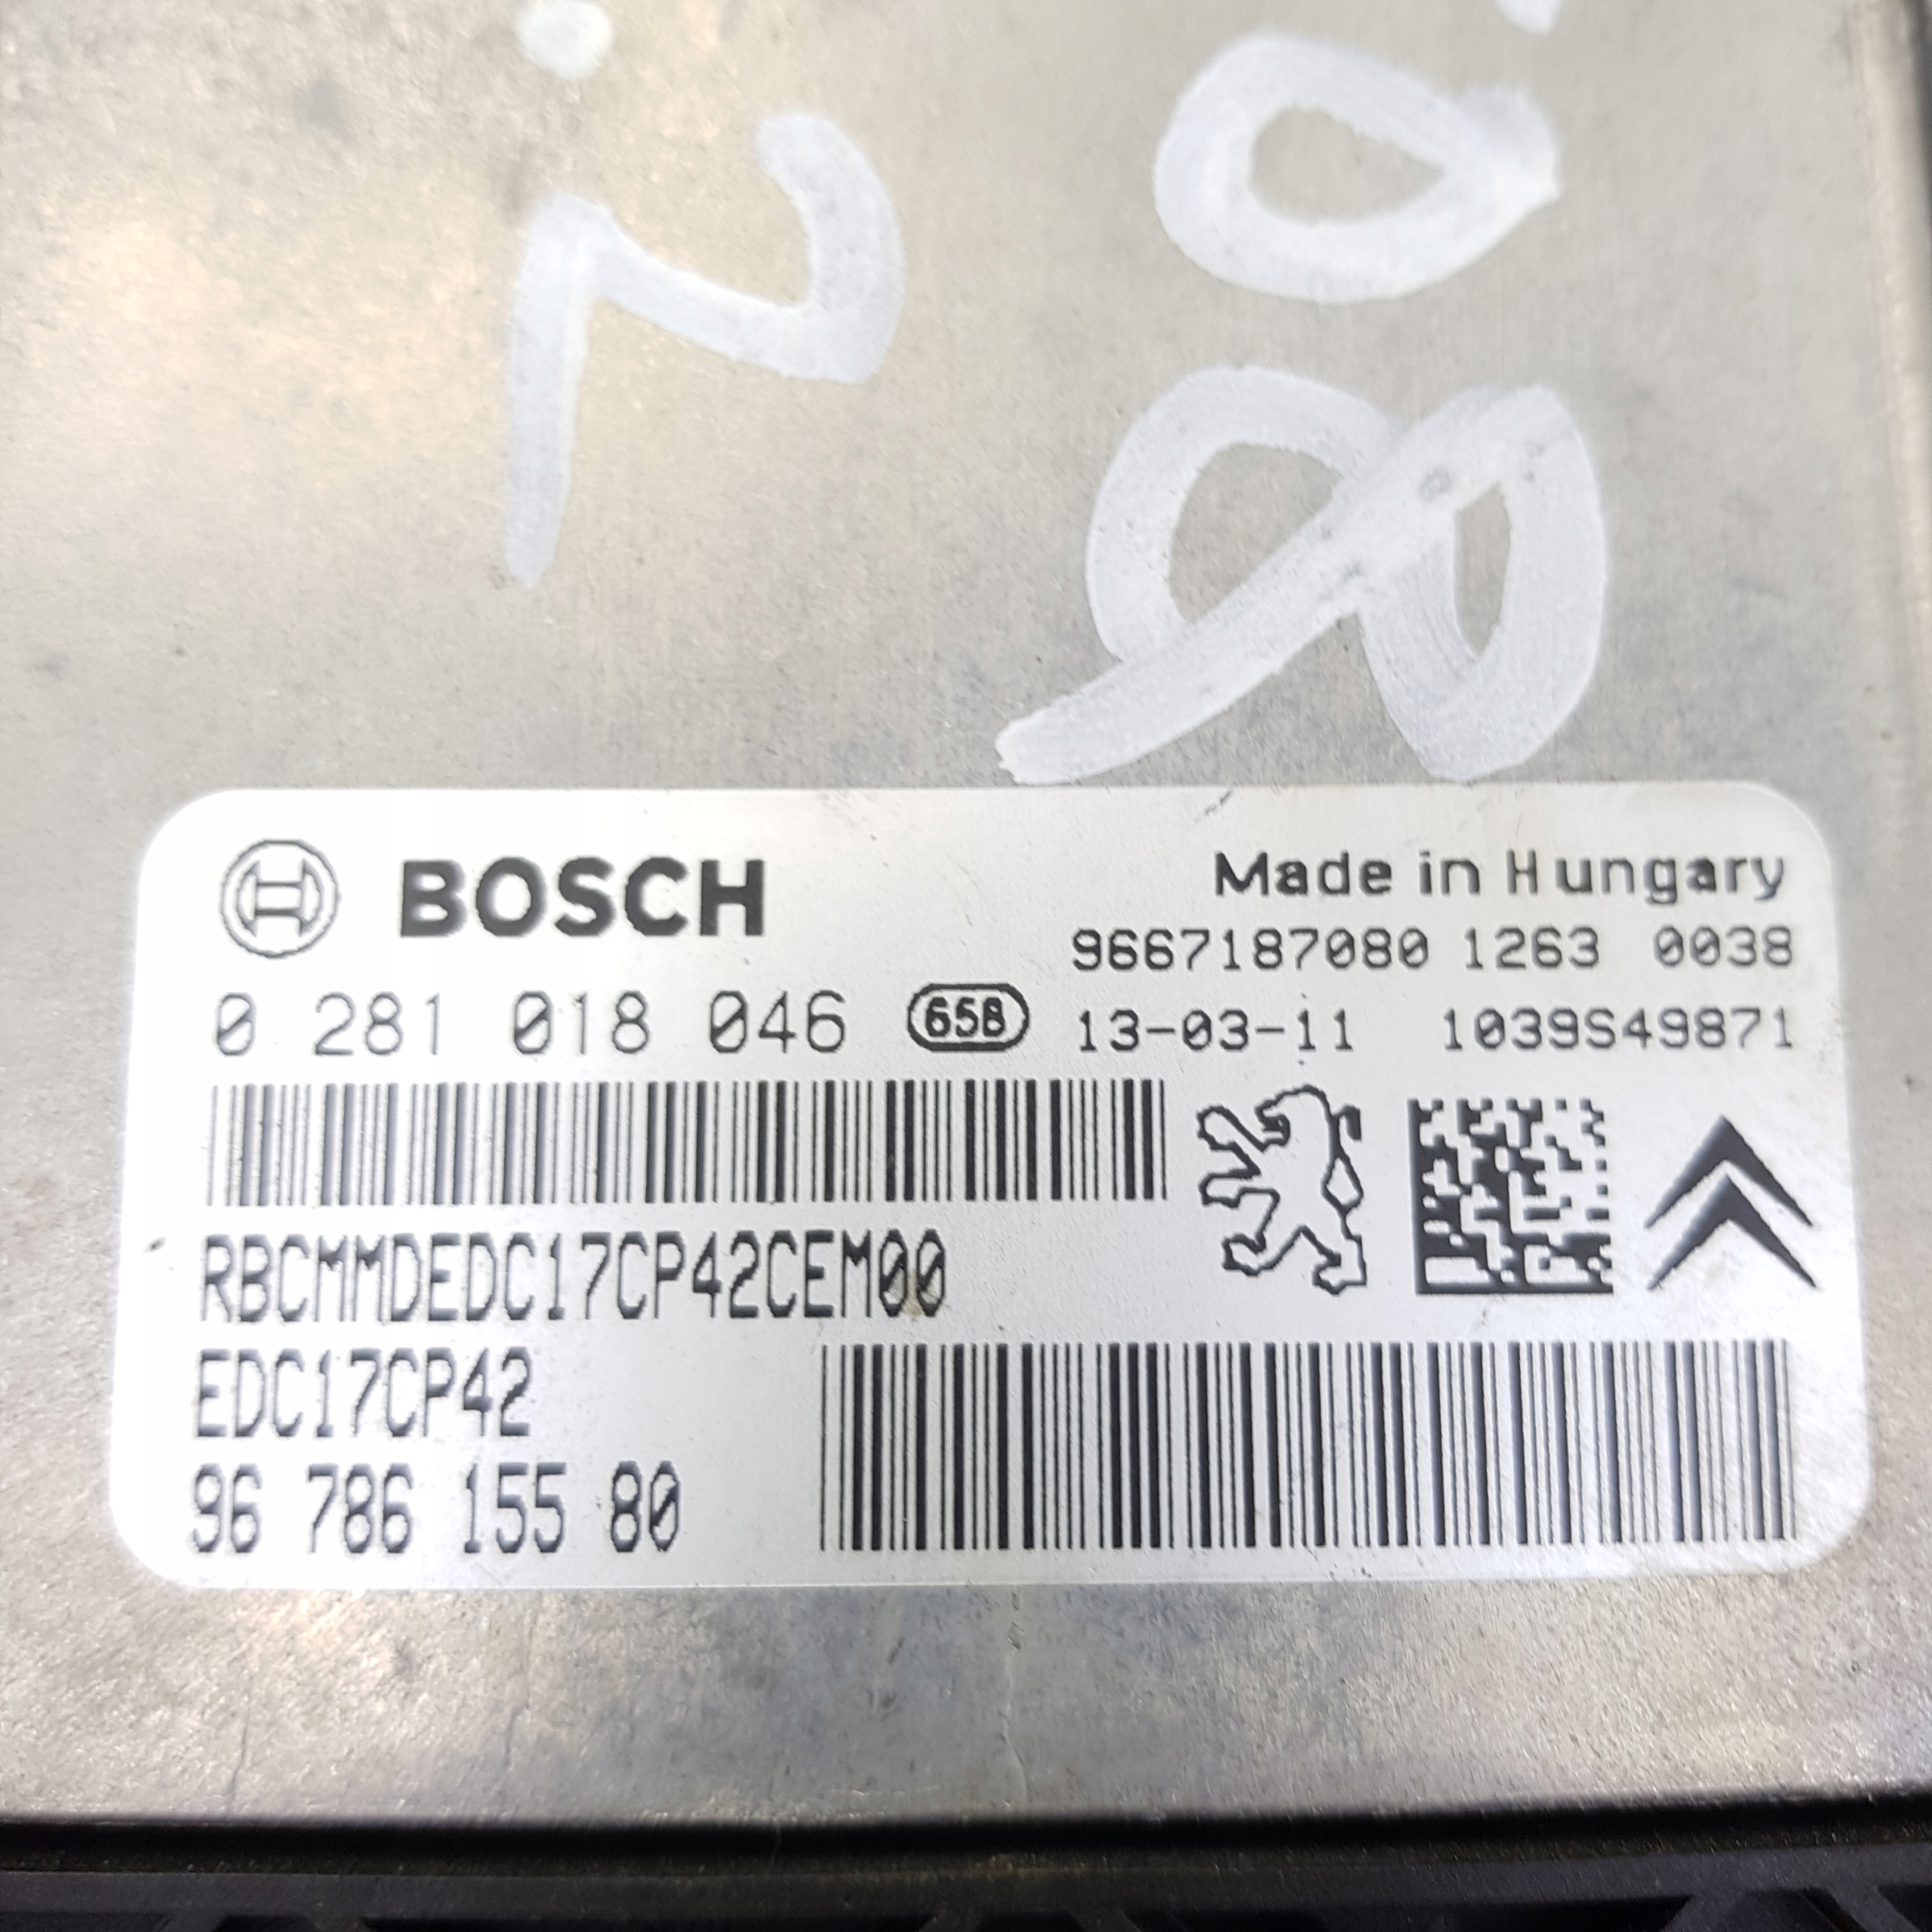 BOSCH
Made in Hungary
9667187080 1263 0038
0 281 018 046 65B 13-03-11 1039S49871
RBCMMDEDC17CP42CEM00
EDC17CP42
96 786 155 80